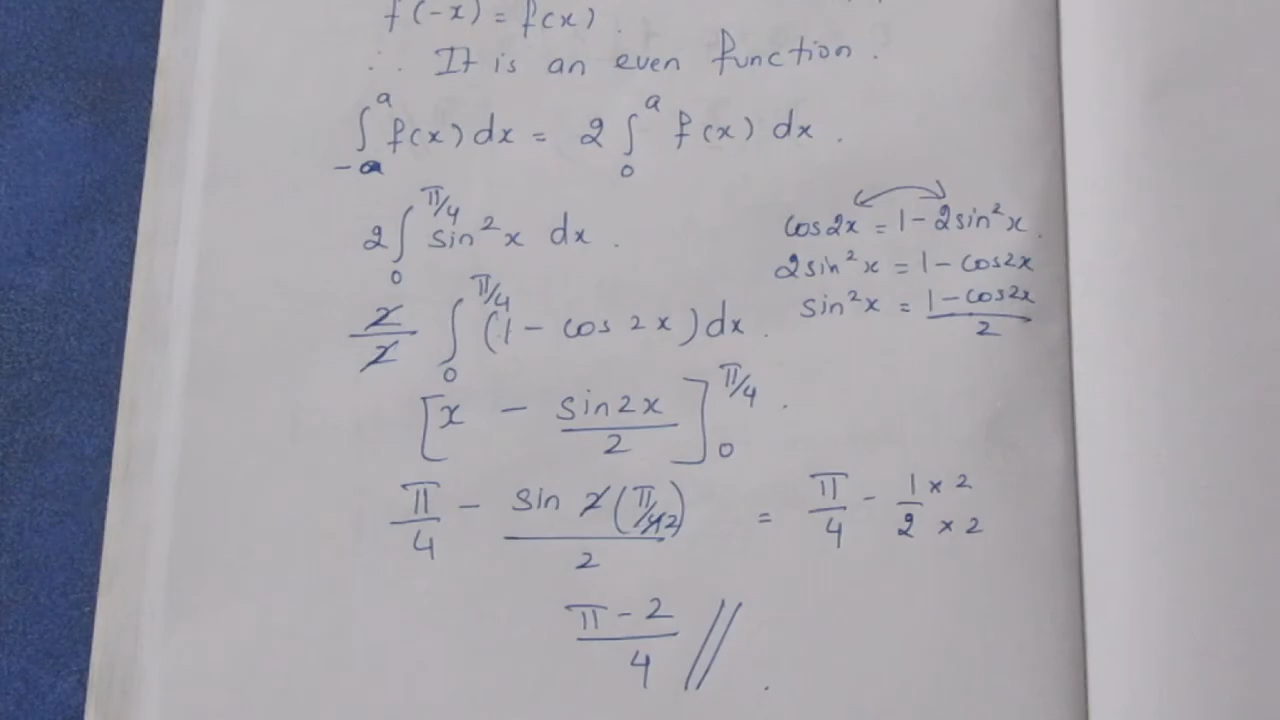 f(-x) = f(x).
∴ It is an even function.
∫_{-a}^{a} f(x) dx = 2 ∫_{0}^{a} f(x) dx.
2 ∫_{0}^{π/4} sin²x dx.
cos2x = 1 - 2sin²x.
2sin²x = 1 - cos2x
sin²x = (1 - cos2x)/2
2/2 ∫_{0}^{π/4} (1 - cos 2x) dx.
[x - sin2x/2]_{0}^{π/4}.
π/4 - sin 2(π/42)/2 = π/4 - 1/2 × 2 × 2
π - 2/4 //.